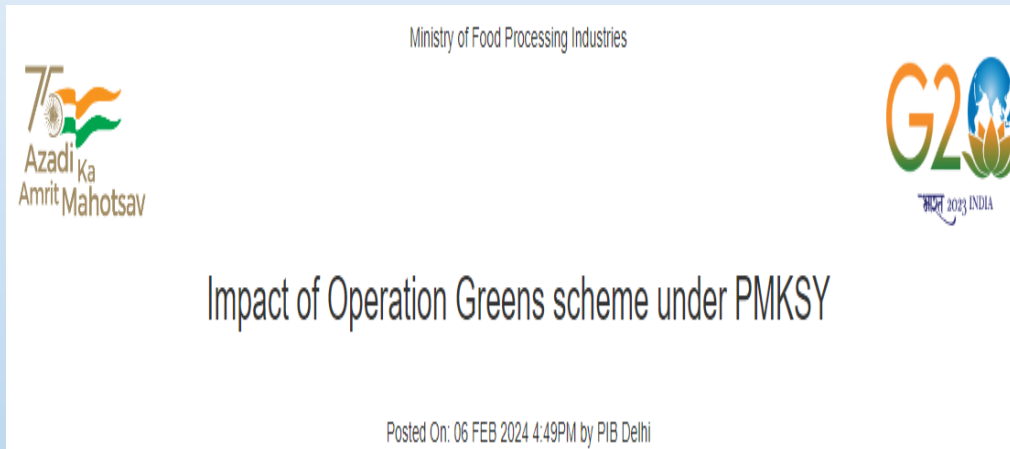 Ministry of Food Processing Industries
75
Azadi Ka
Amrit Mahotsav
G20
भारत 2023 INDIA
Impact of Operation Greens scheme under PMKSY
Posted On: 06 FEB 2024 4:49PM by PIB Delhi